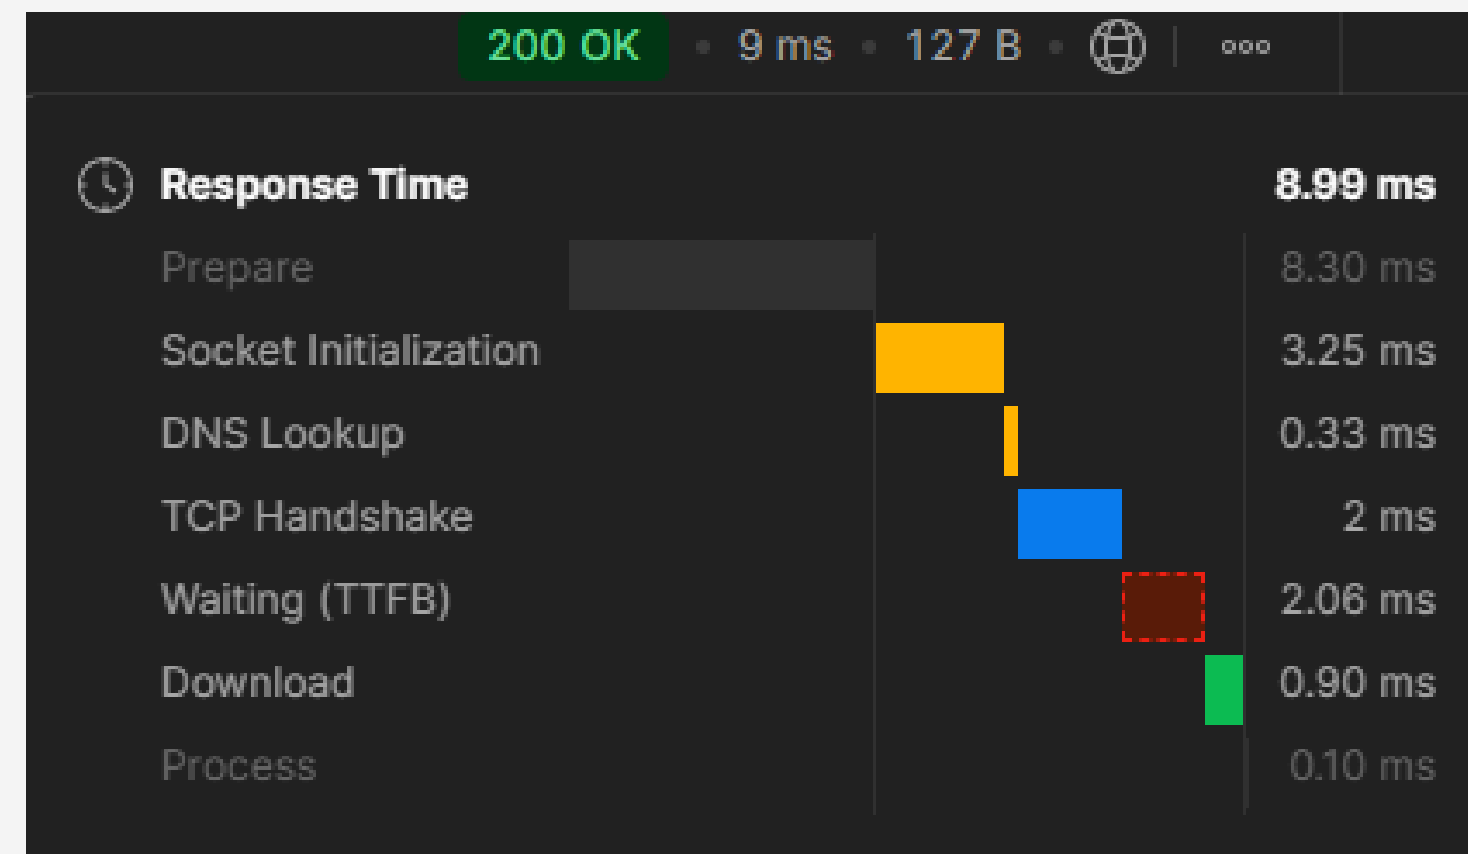 200 OK • 9 ms • 127 B
Response Time 8.99 ms
Prepare 8.30 ms
Socket Initialization 3.25 ms
DNS Lookup 0.33 ms
TCP Handshake 2 ms
Waiting (TTFB) 2.06 ms
Download 0.90 ms
Process 0.10 ms